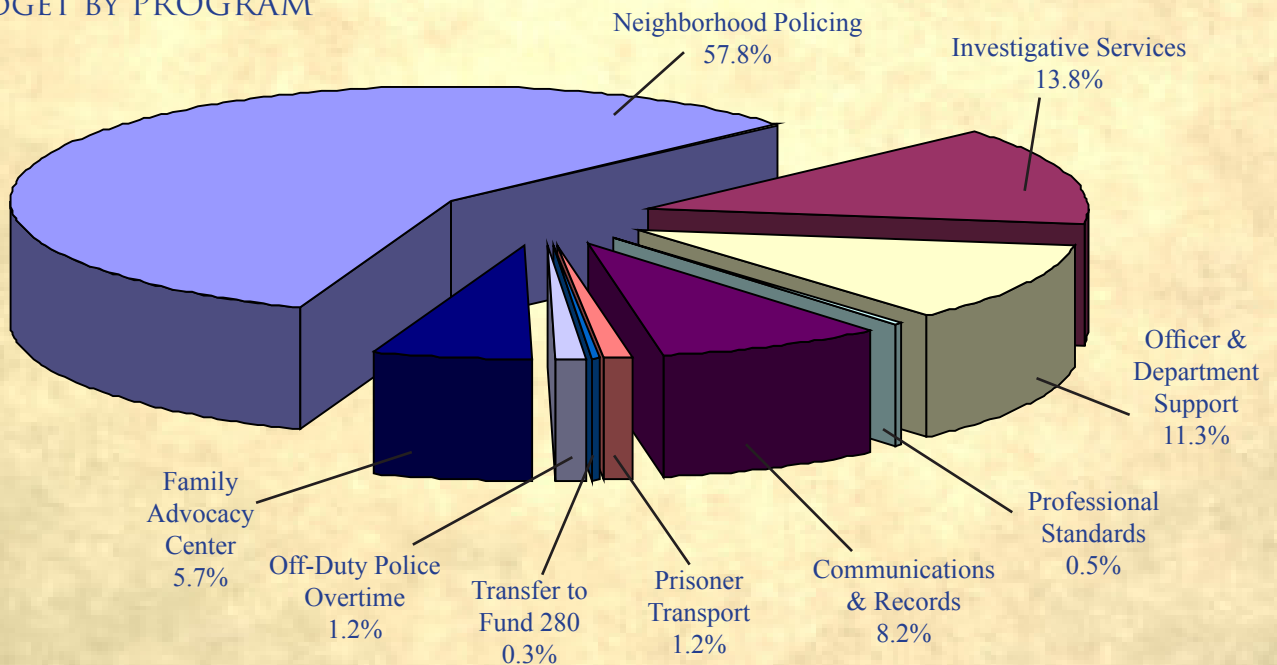 BY PROGRAM
Neighborhood Policing
57.8%
Investigative Services
13.8%
Officer &
Department
Support
11.3%
Professional
Standards
0.5%
Communications
& Records
8.2%
Prisoner
Transport
1.2%
Transfer to
Fund 280
0.3%
Off-Duty Police
Overtime
1.2%
Family
Advocacy
Center
5.7%